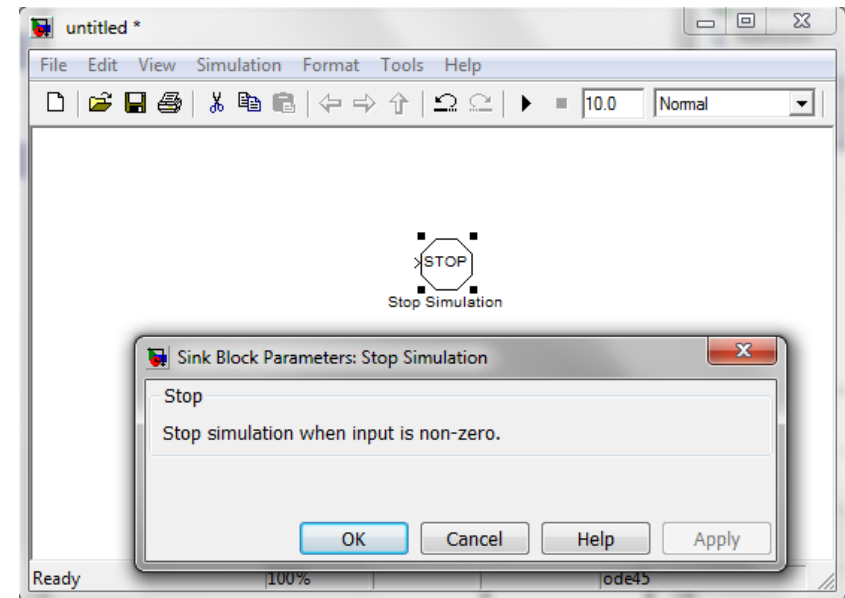 untitled *
File Edit View Simulation Format Tools Help
10.0 Normal
STOP
Stop Simulation
Sink Block Parameters: Stop Simulation
Stop
Stop simulation when input is non-zero.
OK Cancel Help Apply
Ready 100% ode45